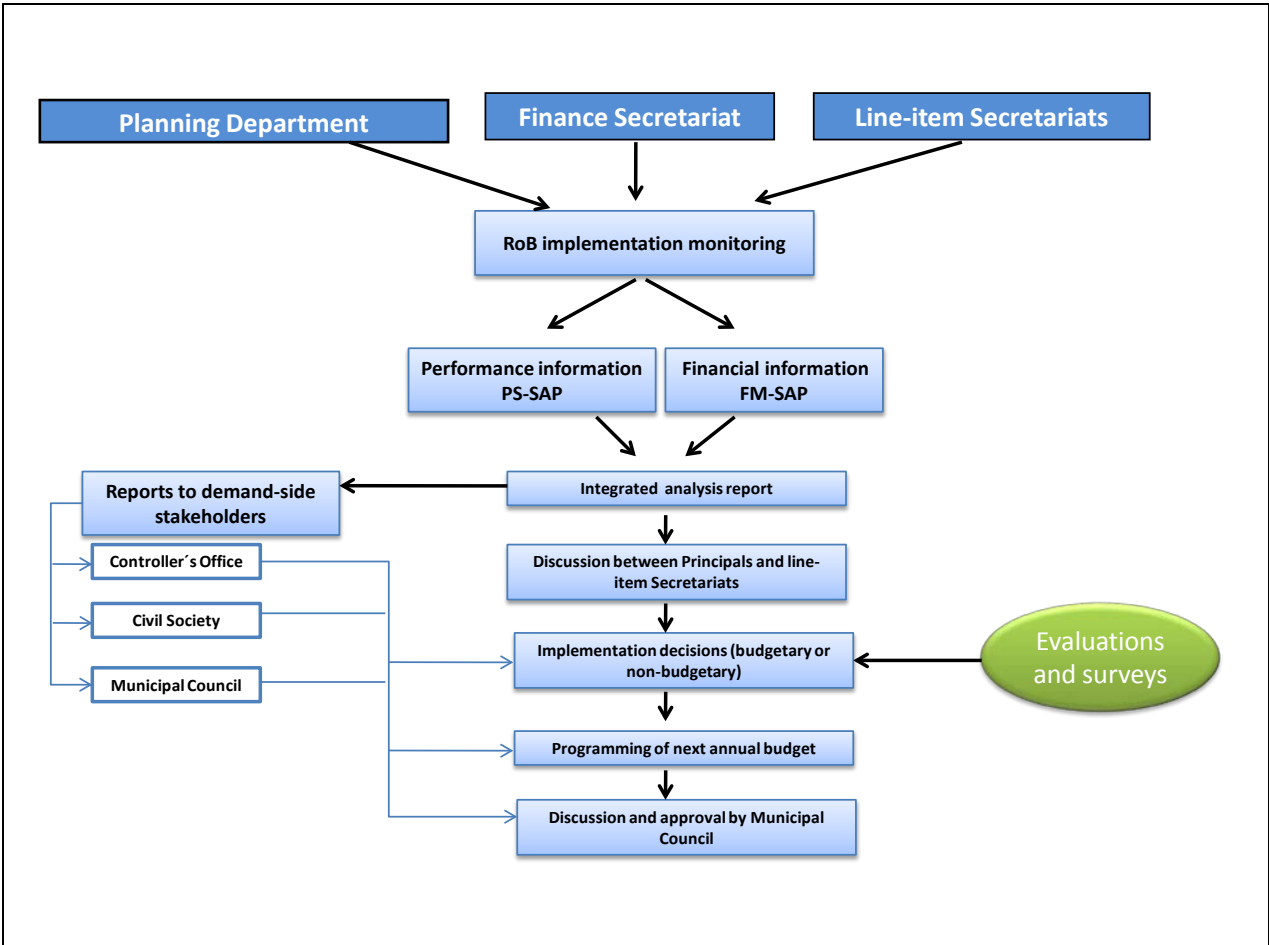 Planning Department
Finance Secretariat
Line-item Secretariats
RoB implementation monitoring
Performance information
PS-SAP
Financial information
FM-SAP
Reports to demand-side
stakeholders
Integrated analysis report
Controller´s Office
Discussion between Principals and line-
item Secretariats
Civil Society
Implementation decisions (budgetary or
non-budgetary)
Evaluations
and surveys
Municipal Council
Programming of next annual budget
Discussion and approval by Municipal
Council